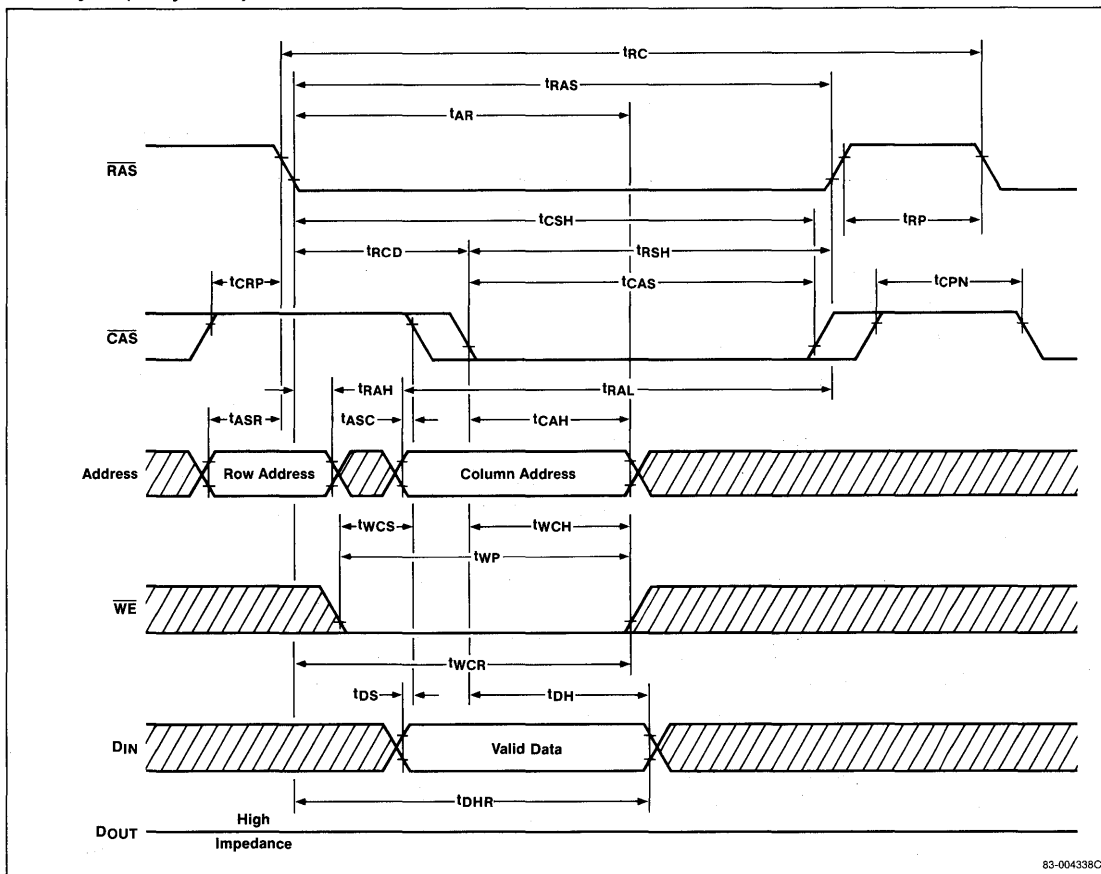 tRC
tRAS
tAR
RAS
tCSH
tRP
tRCD
tRSH
tCRP
tCAS
tCPN
CAS
tRAH
tRAL
tASR
tASC
tCAH
Address
Row Address
Column Address
tWCS
tWCH
tWP
WE
tWCR
tDS
tDH
DIN
Valid Data
tDHR
DOUT
High
Impedance
83-004338C